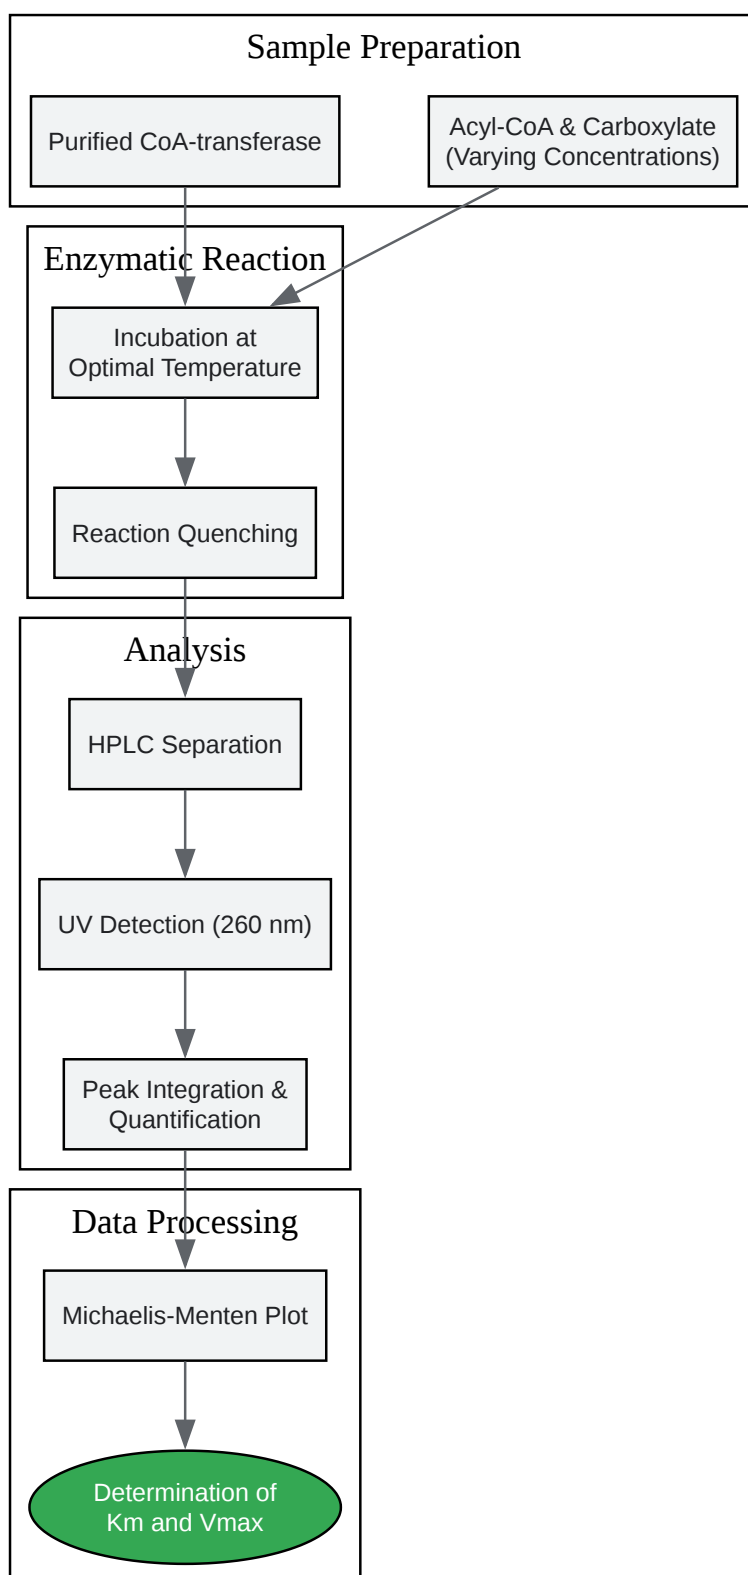 Sample Preparation
Purified CoA-transferase
Acyl-CoA & Carboxylate
(Varying Concentrations)
Enzymatic Reaction
Incubation at
Optimal Temperature
Reaction Quenching
Analysis
HPLC Separation
UV Detection (260 nm)
Peak Integration &
Quantification
Data Processing
Michaelis-Menten Plot
Determination of
Km and Vmax